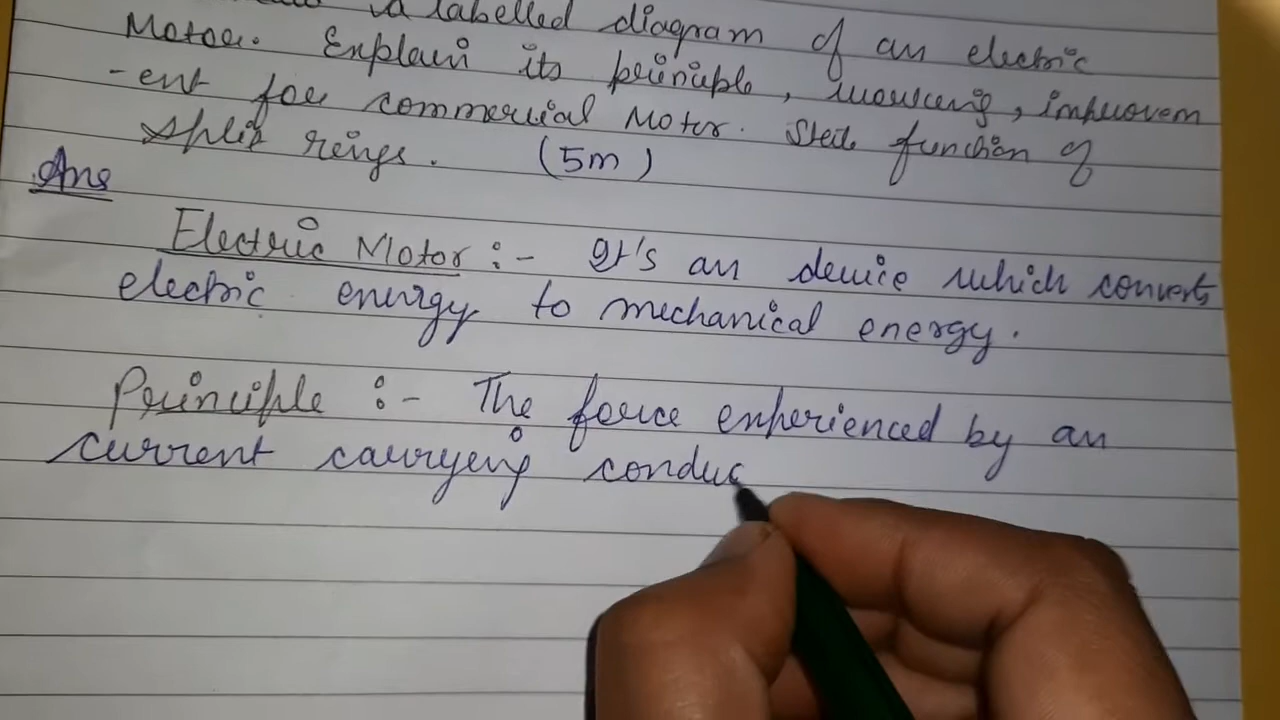 a labelled diagram of an electric
Motor. Explain its principle, working, improvem
-ent for commercial Motor. State function of
split rings. (5m)
Ans
Electric Motor :- It's an device which converts
electric energy to mechanical energy.
Principle :- The force experienced by an
current carrying conduc